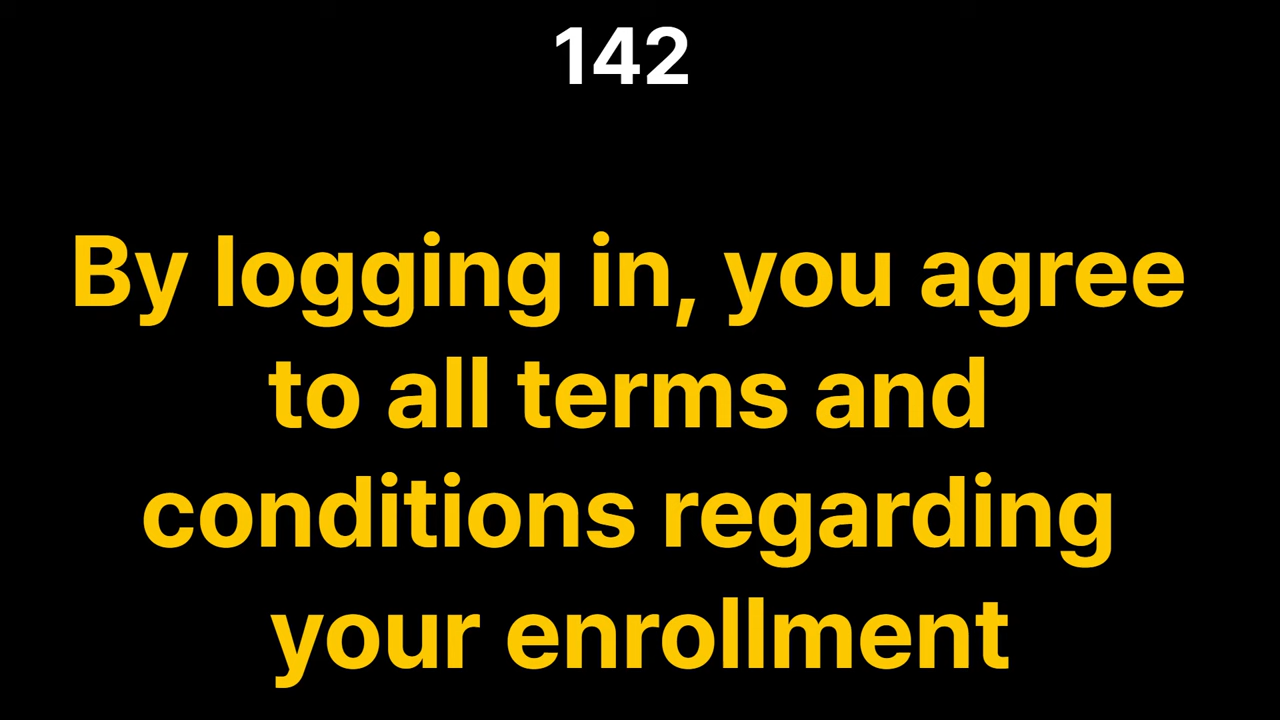 142
By logging in, you agree
to all terms and
conditions regarding
your enrollment